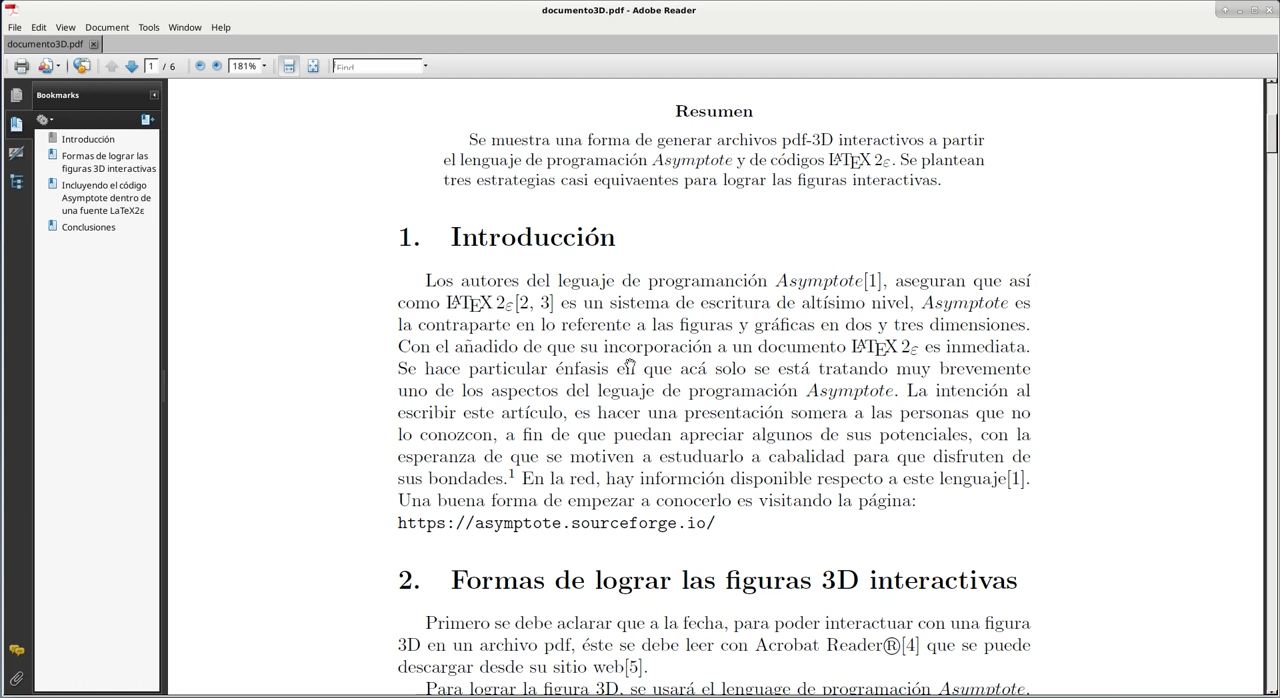 documento3D.pdf - Adobe Reader
File Edit View Document Tools Window Help
documento3D.pdf
1 / 6 181% Find
Bookmarks
Introducción
Formas de lograr las
figuras 3D interactivas
Incluyendo el código
Asymptote dentro de
una fuente LaTeX2ε
Conclusiones
Resumen
Se muestra una forma de generar archivos pdf-3D interactivos a partir
el lenguaje de programación Asymptote y de códigos LATEX 2ε. Se plantean
tres estrategias casi equivaentes para lograr las figuras interactivas.
1. Introducción
Los autores del leguaje de programanción Asymptote[1], aseguran que así
como LATEX 2ε[2, 3] es un sistema de escritura de altísimo nivel, Asymptote es
la contraparte en lo referente a las figuras y gráficas en dos y tres dimensiones.
Con el añadido de que su incorporación a un documento LATEX 2ε es inmediata.
Se hace particular énfasis en que acá solo se está tratando muy brevemente
uno de los aspectos del leguaje de programación Asymptote. La intención al
escribir este artículo, es hacer una presentación somera a las personas que no
lo conozcon, a fin de que puedan apreciar algunos de sus potenciales, con la
esperanza de que se motiven a estuduarlo a cabalidad para que disfruten de
sus bondades.1 En la red, hay informción disponible respecto a este lenguaje[1].
Una buena forma de empezar a conocerlo es visitando la página:
https://asymptote.sourceforge.io/
2. Formas de lograr las figuras 3D interactivas
Primero se debe aclarar que a la fecha, para poder interactuar con una figura
3D en un archivo pdf, éste se debe leer con Acrobat Reader®[4] que se puede
descargar desde su sitio web[5].
Para lograr la figura 3D, se usará el lenguage de programación Asymptote.